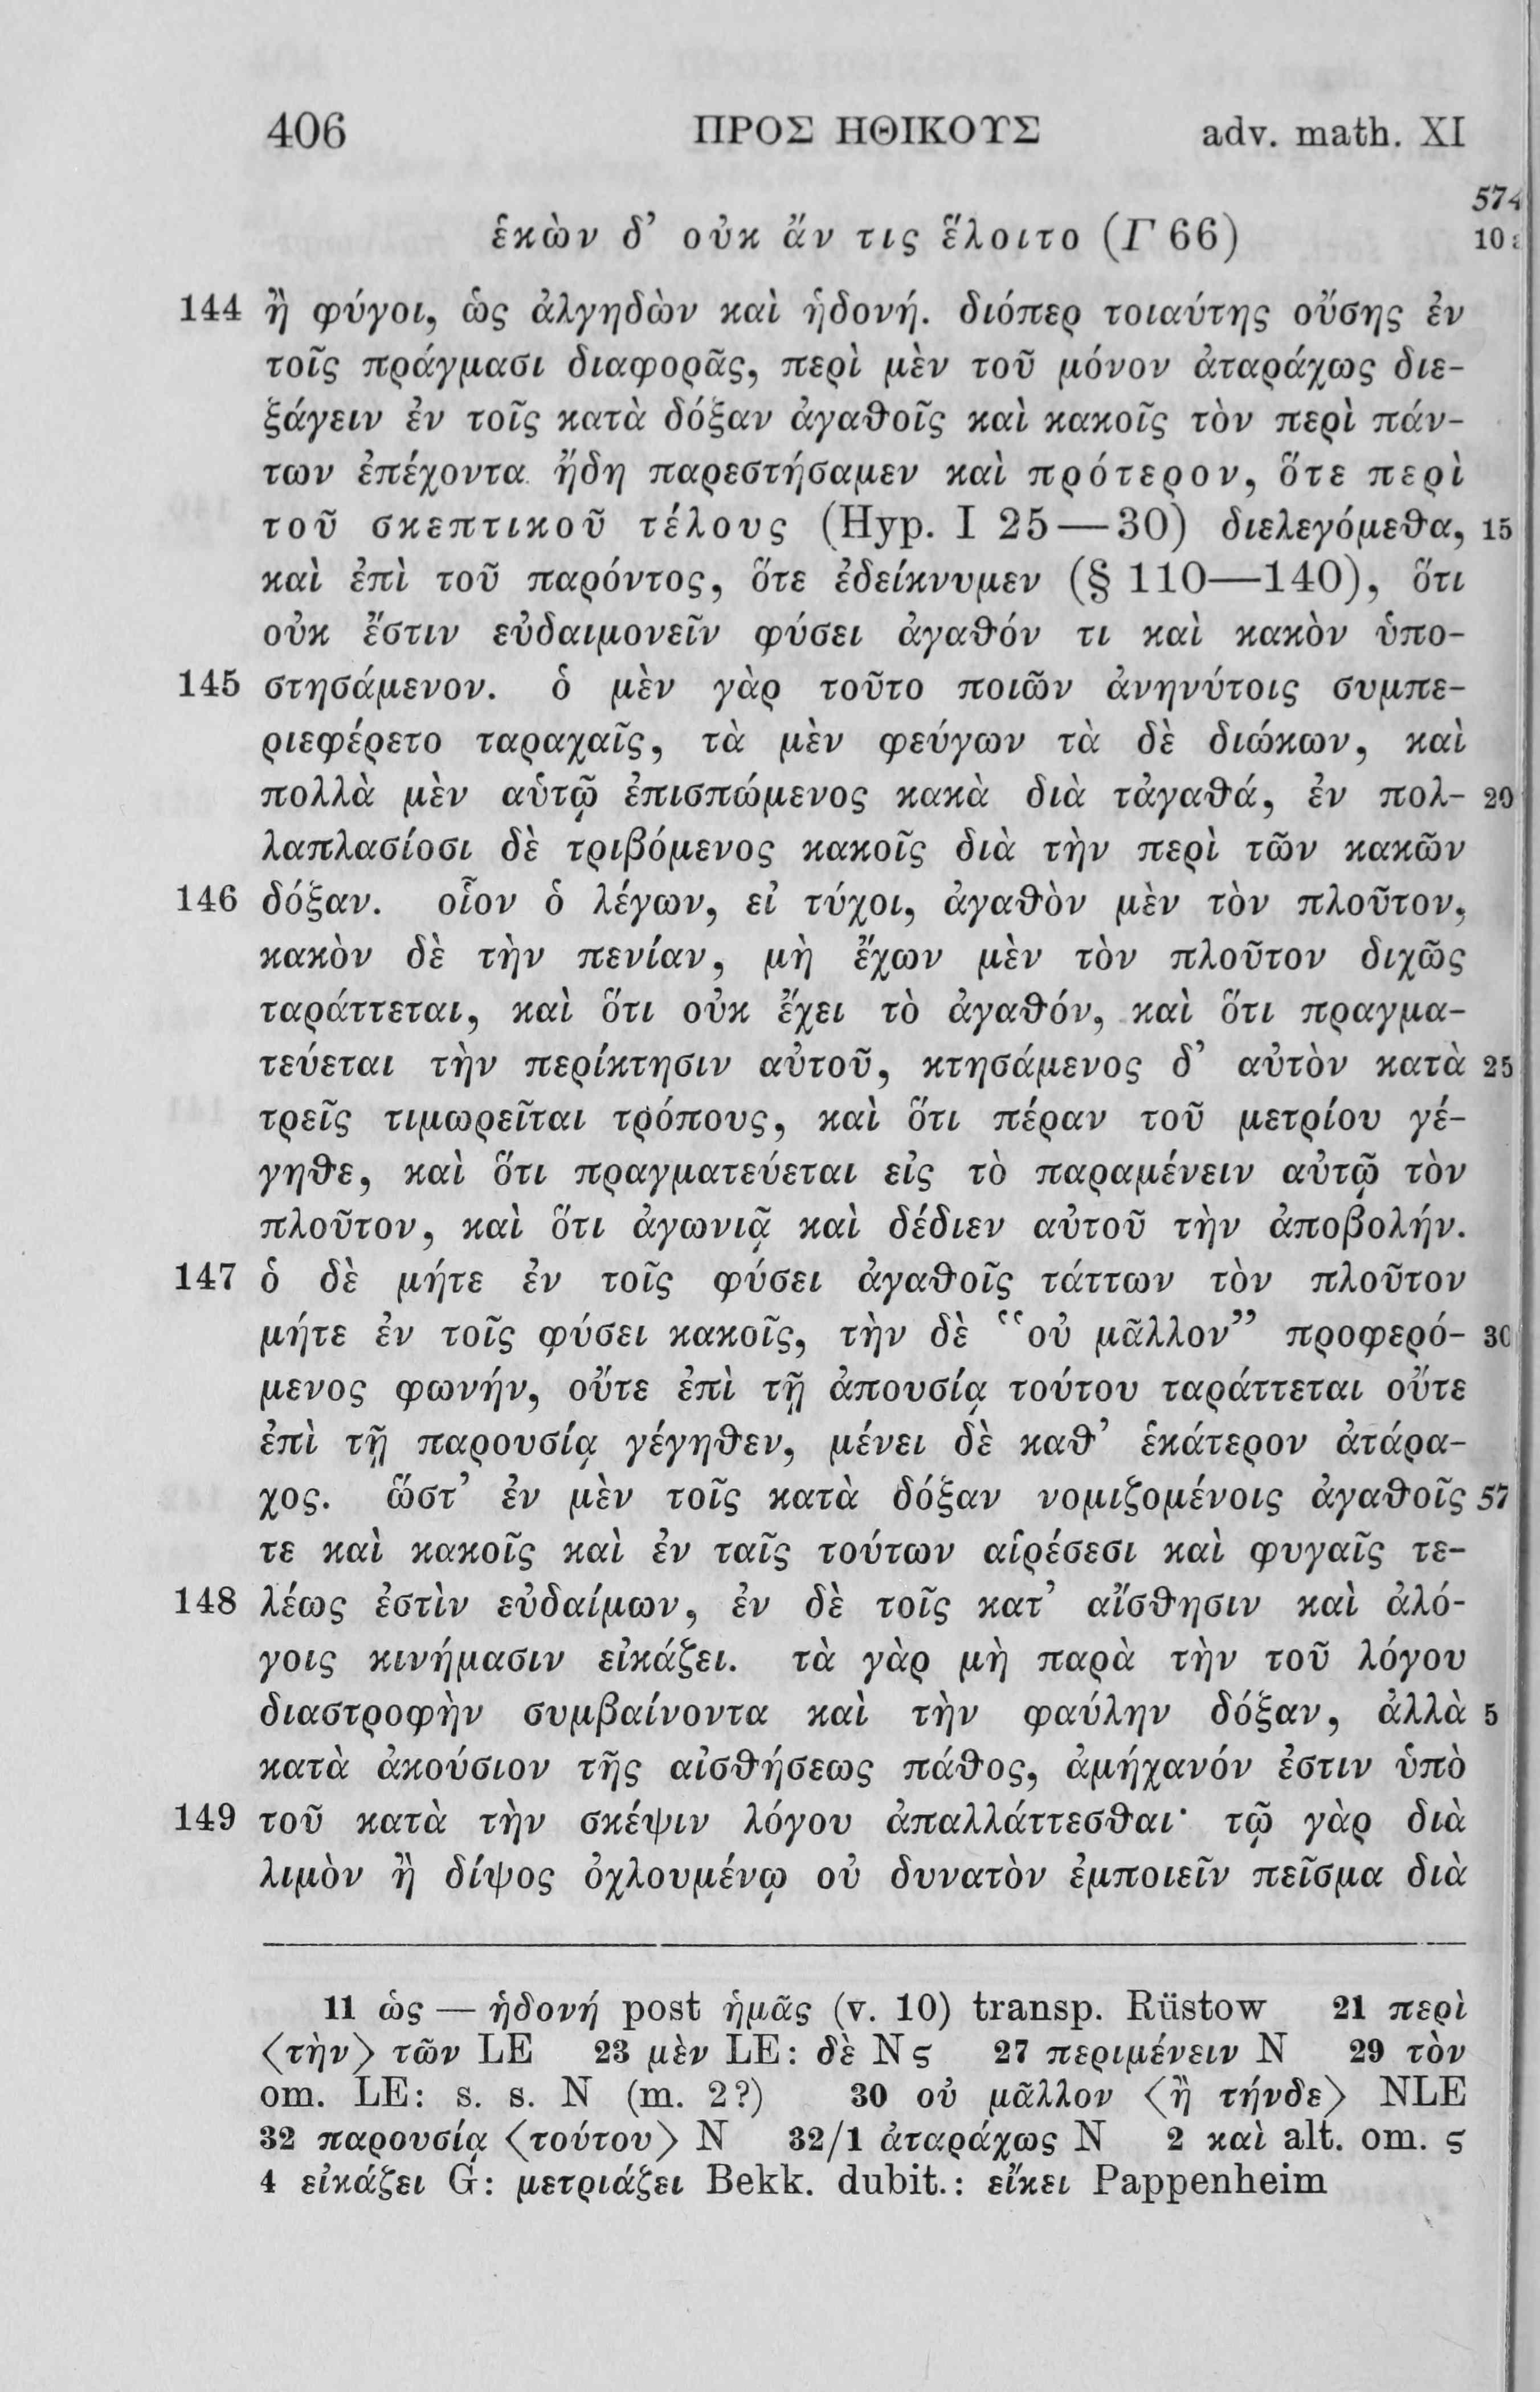 406 ΠΡΟΣ ΗΘΙΚΟΥΣ adv. math. XI
574
ἑκὼν δ’ οὐκ ἄν τις ἕλοιτο (Γ 66) 10
144 ἢ φύγοι, ὡς ἀλγηδὼν καὶ ἡδονή. διόπερ τοιαύτης οὔσης ἐν
τοῖς πράγμασι διαφορᾶς, περὶ μὲν τοῦ μόνον ἀταράχως διε-
ξάγειν ἐν τοῖς κατὰ δόξαν ἀγαθοῖς καὶ κακοῖς τὸν περὶ πάν-
των ἐπέχοντα ἤδη παρεστήσαμεν καὶ πρότερον, ὅτε περὶ
τοῦ σκεπτικοῦ τέλους (Hyp. I 25—30) διελεγόμεθα, 15
καὶ ἐπὶ τοῦ παρόντος, ὅτε ἐδείκνυμεν (§ 110—140), ὅτι
οὐκ ἔστιν εὐδαιμονεῖν φύσει ἀγαθόν τι καὶ κακὸν ὑπο-
145 στησάμενον. ὁ μὲν γὰρ τοῦτο ποιῶν ἀνηνύτοις συμπε-
ριεφέρετο ταραχαῖς, τὰ μὲν φεύγων τὰ δὲ διώκων, καὶ
πολλὰ μὲν αὑτῷ ἐπισπώμενος κακὰ διὰ τἀγαθά, ἐν πολ- 20
λαπλασίοσι δὲ τριβόμενος κακοῖς διὰ τὴν περὶ τῶν κακῶν
146 δόξαν. οἷον ὁ λέγων, εἰ τύχοι, ἀγαθὸν μὲν τὸν πλοῦτον,
κακὸν δὲ τὴν πενίαν, μὴ ἔχων μὲν τὸν πλοῦτον διχῶς
ταράττεται, καὶ ὅτι οὐκ ἔχει τὸ ἀγαθόν, καὶ ὅτι πραγμα-
τεύεται τὴν περίκτησιν αὐτοῦ, κτησάμενος δ’ αὐτὸν κατὰ 25
τρεῖς τιμωρεῖται τρόπους, καὶ ὅτι πέραν τοῦ μετρίου γέ-
γηθε, καὶ ὅτι πραγματεύεται εἰς τὸ παραμένειν αὐτῷ τὸν
πλοῦτον, καὶ ὅτι ἀγωνιᾷ καὶ δέδιεν αὐτοῦ τὴν ἀποβολήν.
147 ὁ δὲ μήτε ἐν τοῖς φύσει ἀγαθοῖς τάττων τὸν πλοῦτον
μήτε ἐν τοῖς φύσει κακοῖς, τὴν δὲ “οὐ μᾶλλον” προφερό- 30
μενος φωνήν, οὔτε ἐπὶ τῇ ἀπουσίᾳ τούτου ταράττεται οὔτε
ἐπὶ τῇ παρουσίᾳ γέγηθεν, μένει δὲ καθ’ ἑκάτερον ἀτάρα-
χος. ὥστ’ ἐν μὲν τοῖς κατὰ δόξαν νομιζομένοις ἀγαθοῖς 57
τε καὶ κακοῖς καὶ ἐν ταῖς τούτων αἱρέσεσι καὶ φυγαῖς τε-
148 λέως ἐστὶν εὐδαίμων, ἐν δὲ τοῖς κατ’ αἴσθησιν καὶ ἀλό-
γοις κινήμασιν εἰκάζει. τὰ γὰρ μὴ παρὰ τὴν τοῦ λόγου
διαστροφὴν συμβαίνοντα καὶ τὴν φαύλην δόξαν, ἀλλὰ 5
κατὰ ἀκούσιον τῆς αἰσθήσεως πάθος, ἀμήχανόν ἐστιν ὑπὸ
149 τοῦ κατὰ τὴν σκέψιν λόγου ἀπαλλάττεσθαι· τῷ γὰρ διὰ
λιμὸν ἢ δίψος ὀχλουμένῳ οὐ δυνατὸν ἐμποιεῖν πεῖσμα διὰ
11 ὡς — ἡδονή post ἡμᾶς (v. 10) transp. Rüstow 21 περὶ
⟨τὴν⟩ τῶν LE 23 μὲν LE: δὲ N ς 27 περιμένειν N 29 τὸν
om. LE: s. s. N (m. 2?) 30 οὐ μᾶλλον ⟨ἢ τήνδε⟩ NLE
32 παρουσίᾳ ⟨τούτου⟩ N 32/1 ἀταράχως N 2 καὶ alt. om. ς
4 εἰκάζει G: μετριάζει Bekk. dubit.: εἴκει Pappenheim